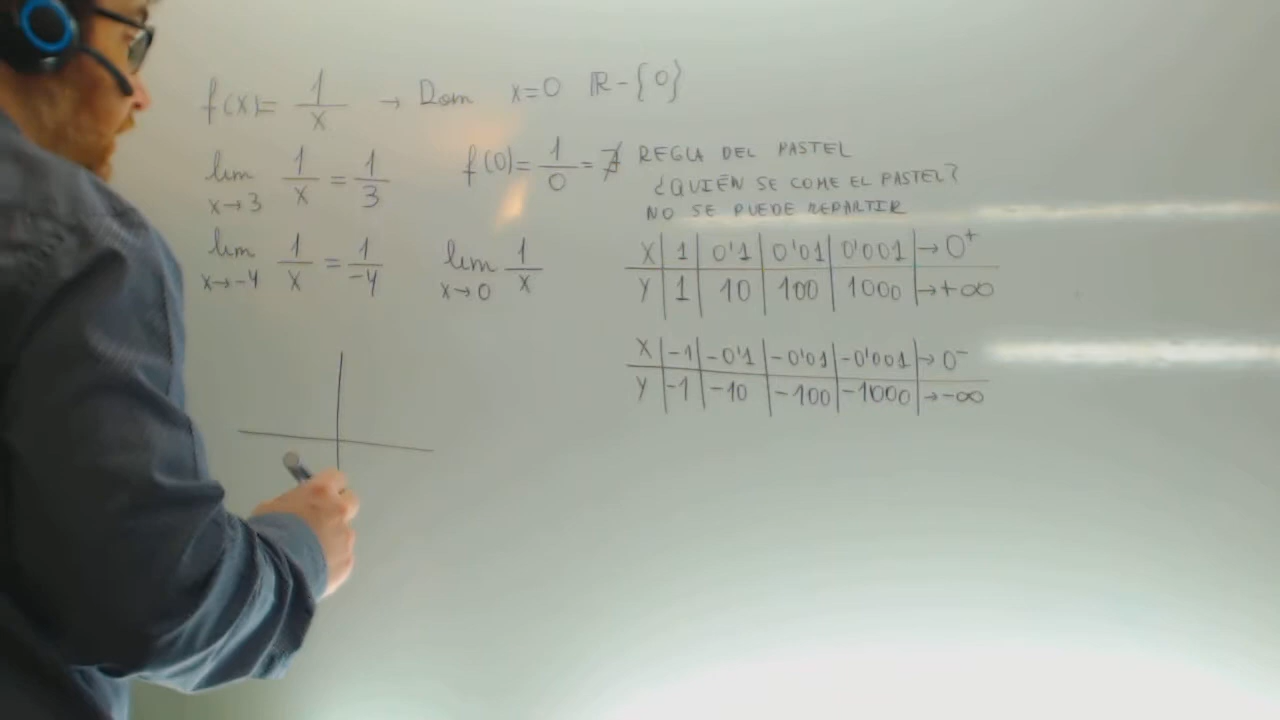 f(x)= 1/x → Dom x=0 ℝ-{0}
lim x→3 1/x = 1/3
f(0)= 1/0 = ∄
REGLA DEL PASTEL
¿QUIÉN SE COME EL PASTEL?
NO SE PUEDE REPARTIR
lim x→-4 1/x = 1/-4
lim x→0 1/x
X | 1 | 0'1 | 0'01 | 0'001 | → 0⁺
Y | 1 | 10 | 100 | 1000 | → +∞
X | -1 | -0'1 | -0'01 | -0'001 | → 0⁻
Y | -1 | -10 | -100 | -1000 | → -∞